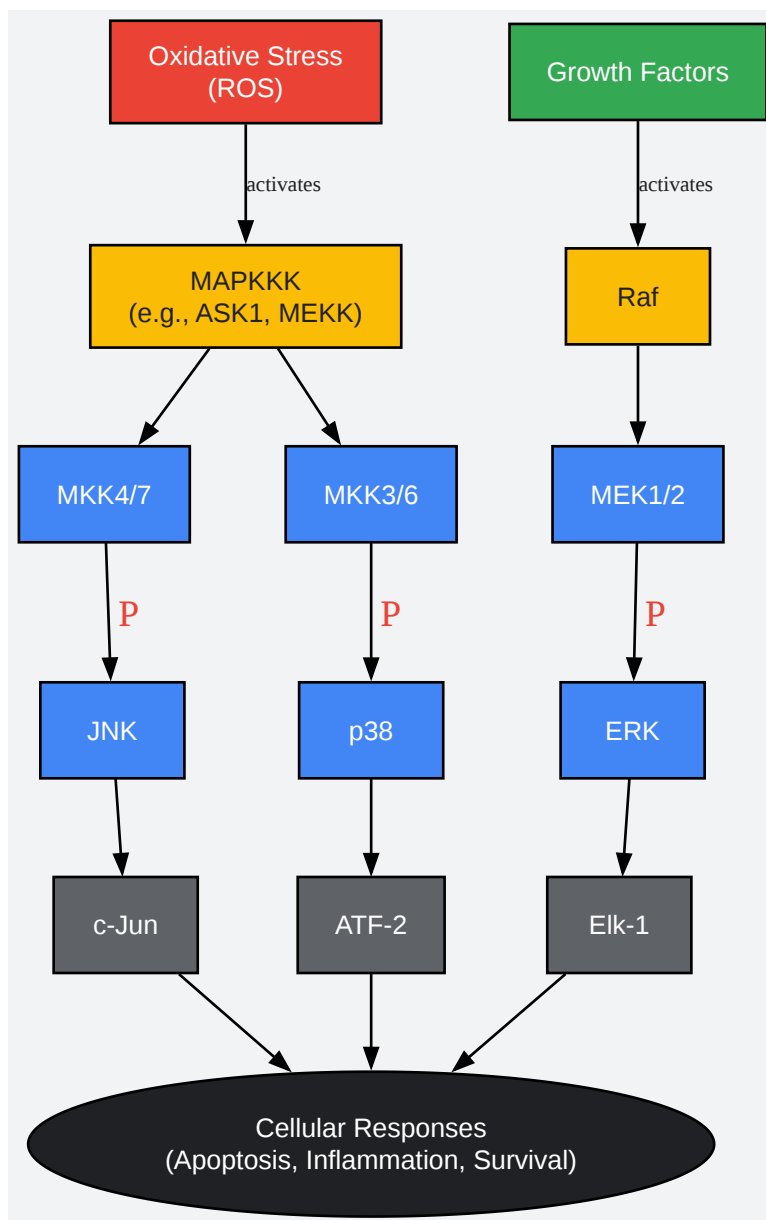 Oxidative Stress
(ROS)
Growth Factors
activates
activates
MAPKKK
(e.g., ASK1, MEKK)
Raf
MKK4/7
MKK3/6
MEK1/2
P
P
P
JNK
p38
ERK
c-Jun
ATF-2
Elk-1
Cellular Responses
(Apoptosis, Inflammation, Survival)